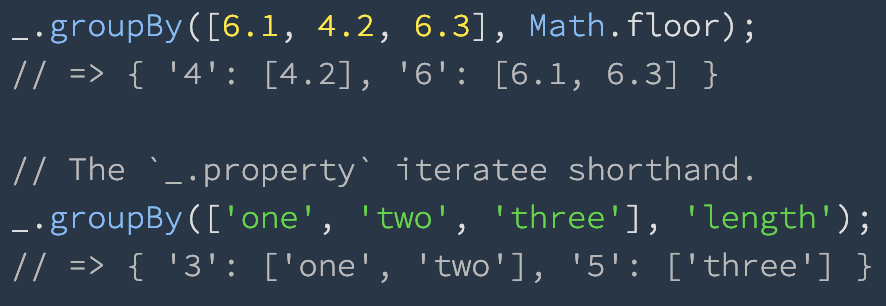 _.groupBy([6.1, 4.2, 6.3], Math.floor);
// => { '4': [4.2], '6': [6.1, 6.3] }
// The `_.property` iteratee shorthand.
_.groupBy(['one', 'two', 'three'], 'length');
// => { '3': ['one', 'two'], '5': ['three'] }